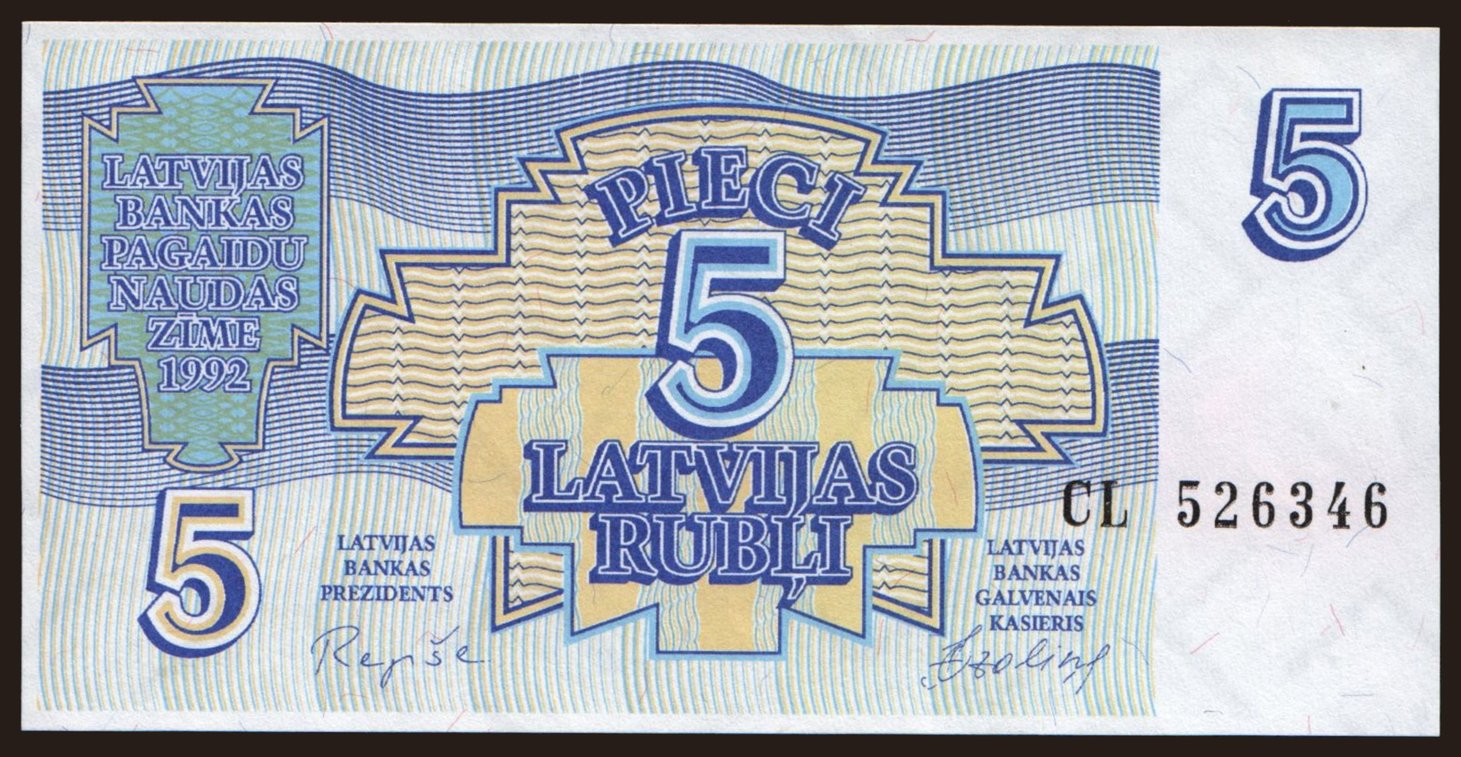 LATVIJAS
BANKAS
PAGAIDU
NAUDAS
ZĪME
1992
PIECI
5
LATVIJAS
RUBĻI
5
5
CL 526346
LATVIJAS
BANKAS
PREZIDENTS
Repše
LATVIJAS
BANKAS
GALVENAIS
KASIERIS